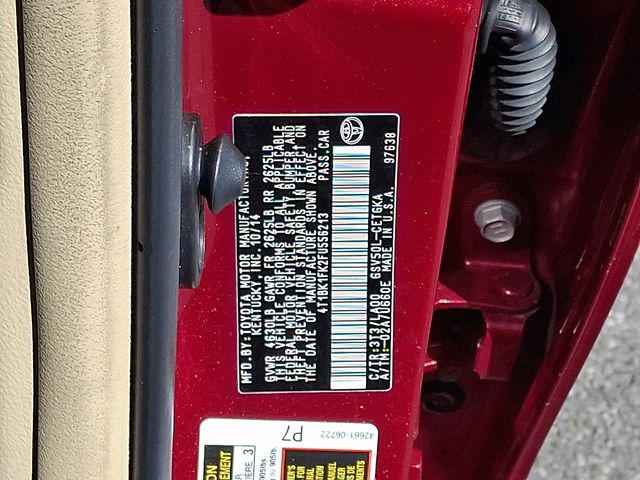 MFD.BY:TOYOTA MOTOR MANUFACTURING,
KENTUCKY INC. 10/14
GVWR 4630LB GAWR FR 2625LB RR 2625LB
THIS VEHICLE CONFORMS TO ALL APPLICABLE
FEDERAL MOTOR VEHICLE SAFETY, BUMPER, AND
THEFT PREVENTION STANDARDS IN EFFECT ON
THE DATE OF MANUFACTURE SHOWN ABOVE.
4T1BK1FK2FU556213 PASS.CAR
C/TR:3T3/LA00 GSV50L-CETGKA
A/TM:-02A/U660E MADE IN U.S.A. 97638
P7
42661-06722